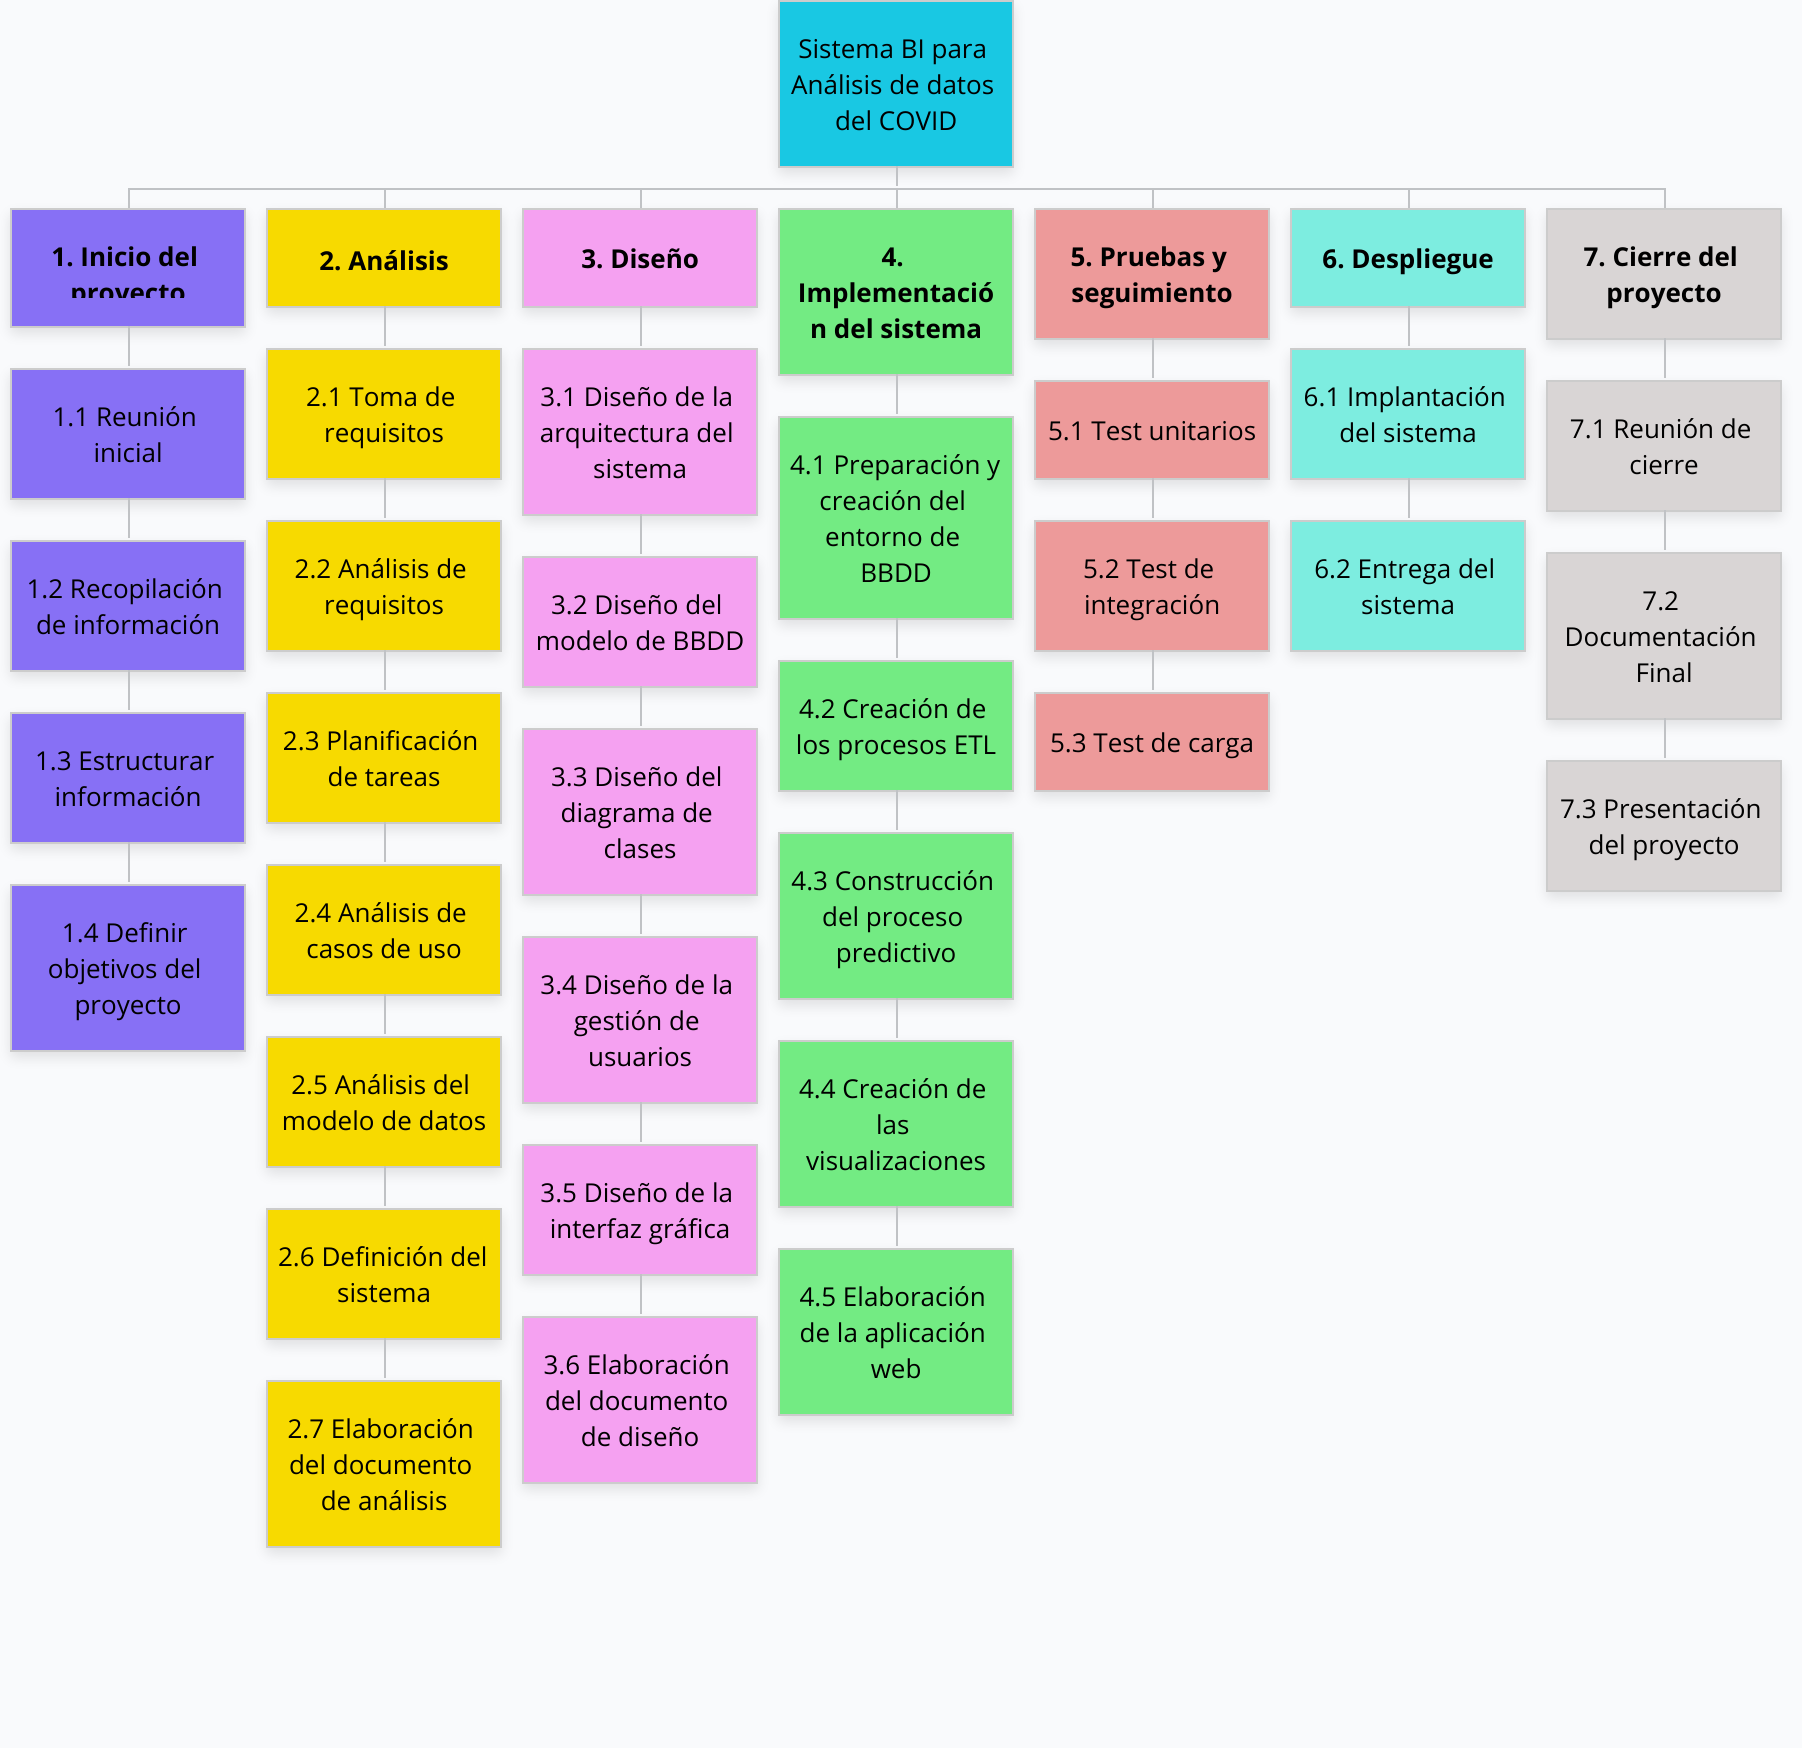 Sistema BI para
Análisis de datos
del COVID
1. Inicio del
proyecto
1.1 Reunión
inicial
1.2 Recopilación
de información
1.3 Estructurar
información
1.4 Definir
objetivos del
proyecto
2. Análisis
2.1 Toma de
requisitos
2.2 Análisis de
requisitos
2.3 Planificación
de tareas
2.4 Análisis de
casos de uso
2.5 Análisis del
modelo de datos
2.6 Definición del
sistema
2.7 Elaboración
del documento
de análisis
3. Diseño
3.1 Diseño de la
arquitectura del
sistema
3.2 Diseño del
modelo de BBDD
3.3 Diseño del
diagrama de
clases
3.4 Diseño de la
gestión de
usuarios
3.5 Diseño de la
interfaz gráfica
3.6 Elaboración
del documento
de diseño
4.
Implementació
n del sistema
4.1 Preparación y
creación del
entorno de
BBDD
4.2 Creación de
los procesos ETL
4.3 Construcción
del proceso
predictivo
4.4 Creación de
las
visualizaciones
4.5 Elaboración
de la aplicación
web
5. Pruebas y
seguimiento
5.1 Test unitarios
5.2 Test de
integración
5.3 Test de carga
6. Despliegue
6.1 Implantación
del sistema
6.2 Entrega del
sistema
7. Cierre del
proyecto
7.1 Reunión de
cierre
7.2
Documentación
Final
7.3 Presentación
del proyecto